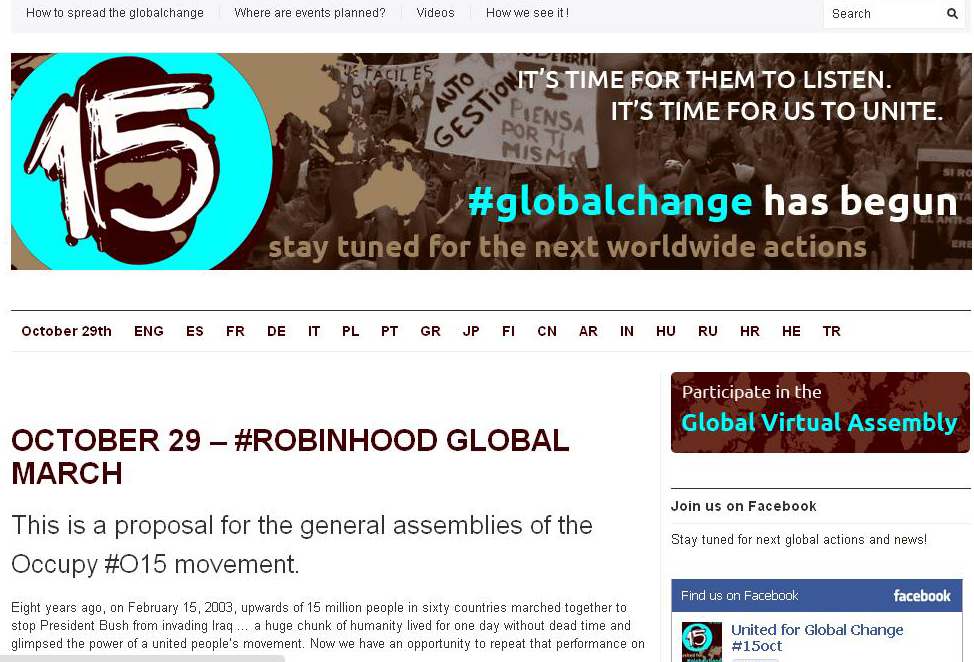 How to spread the globalchange
Where are events planned?
Videos
How we see it !
Search
15
TACILES
AUTO
GESTION
PIENSA
POR TI
MISMO
IT'S TIME FOR THEM TO LISTEN.
IT'S TIME FOR US TO UNITE.
#globalchange has begun
stay tuned for the next worldwide actions
October 29th ENG ES FR DE IT PL PT GR JP FI CN AR IN HU RU HR HE TR
Participate in the
Global Virtual Assembly
OCTOBER 29 – #ROBINHOOD GLOBAL
MARCH
This is a proposal for the general assemblies of the
Occupy #O15 movement.
Eight years ago, on February 15, 2003, upwards of 15 million people in sixty countries marched together to
stop President Bush from invading Iraq … a huge chunk of humanity lived for one day without dead time and
glimpsed the power of a united people's movement. Now we have an opportunity to repeat that performance on
Join us on Facebook
Stay tuned for next global actions and news!
Find us on Facebook
facebook
15
United for Global Change
#15oct